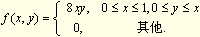 f(x, y) = { 8xy, 0 ≤ x ≤ 1, 0 ≤ y ≤ x
0, 其他.